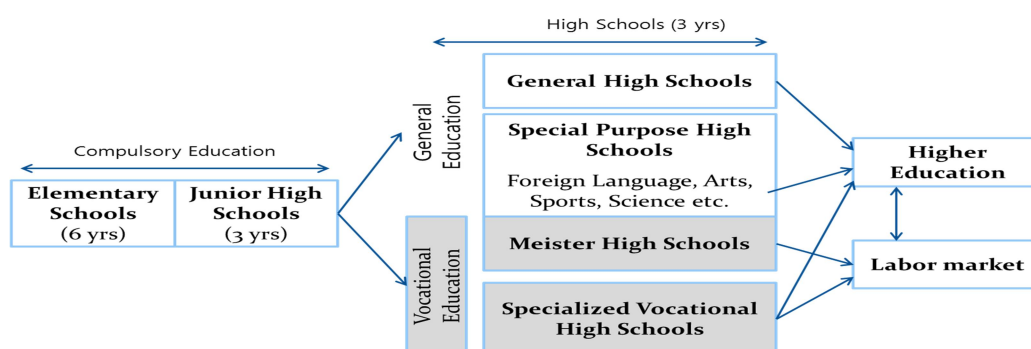 High Schools (3 yrs)
General High Schools
General
Education
Special Purpose High
Schools
Foreign Language, Arts,
Sports, Science etc.
Compulsory Education
Elementary
Schools
(6 yrs)
Junior High
Schools
(3 yrs)
Vocational
Education
Meister High Schools
Specialized Vocational
High Schools
Higher
Education
Labor market